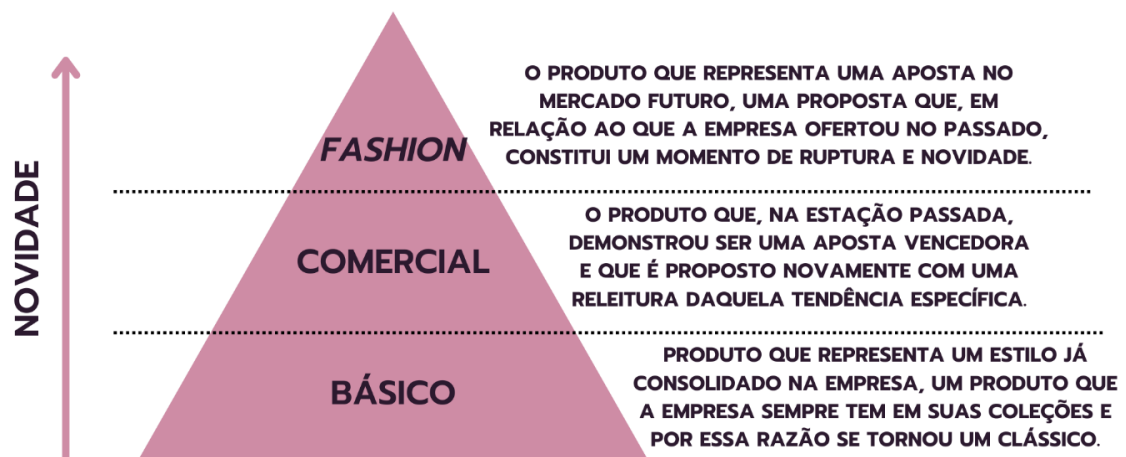 NOVIDADE
FASHION
O PRODUTO QUE REPRESENTA UMA APOSTA NO
MERCADO FUTURO, UMA PROPOSTA QUE, EM
RELAÇÃO AO QUE A EMPRESA OFERTOU NO PASSADO,
CONSTITUI UM MOMENTO DE RUPTURA E NOVIDADE.
COMERCIAL
O PRODUTO QUE, NA ESTAÇÃO PASSADA,
DEMONSTROU SER UMA APOSTA VENCEDORA
E QUE É PROPOSTO NOVAMENTE COM UMA
RELEITURA DAQUELA TENDÊNCIA ESPECÍFICA.
BÁSICO
PRODUTO QUE REPRESENTA UM ESTILO JÁ
CONSOLIDADO NA EMPRESA, UM PRODUTO QUE
A EMPRESA SEMPRE TEM EM SUAS COLEÇÕES E
POR ESSA RAZÃO SE TORNOU UM CLÁSSICO.